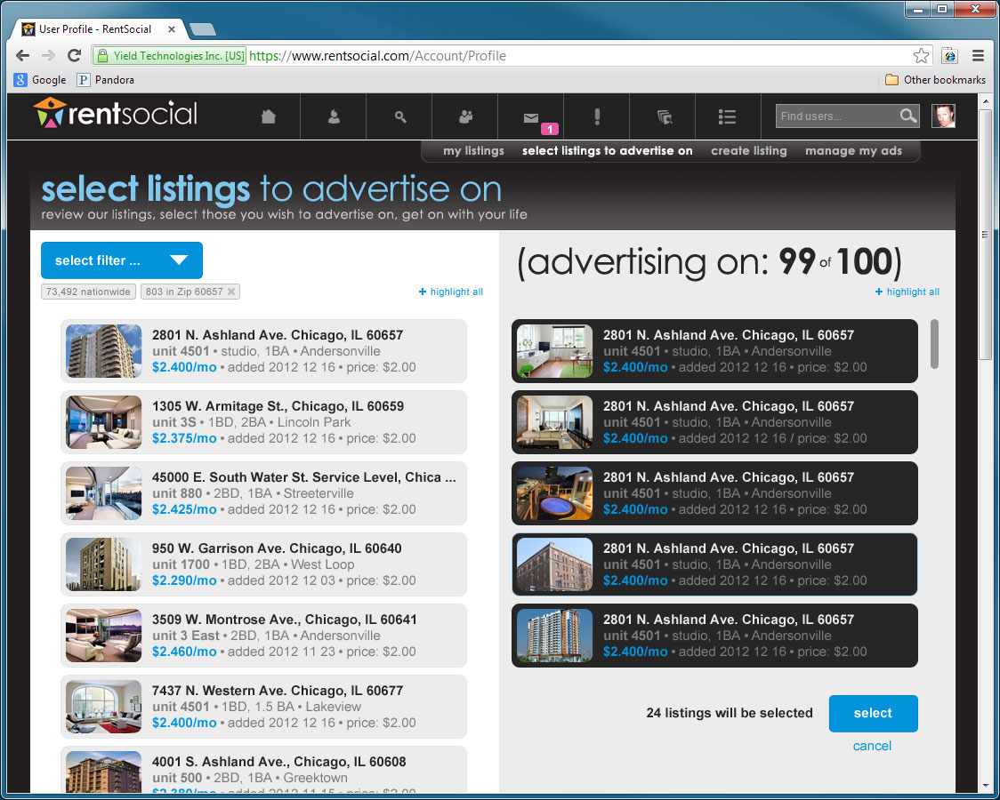 User Profile - RentSocial
Yield Technologies Inc. [US] https://www.rentsocial.com/Account/Profile
Google Pandora Other bookmarks
rentsocial
1
Find users...
my listings select listings to advertise on create listing manage my ads
select listings to advertise on
review our listings, select those you wish to advertise on, get on with your life
select filter ...
73,492 nationwide 803 in Zip 60657
+ highlight all
2801 N. Ashland Ave. Chicago, IL 60657
unit 4501 • studio, 1BA • Andersonville
$2.400/mo • added 2012 12 16 • price: $2.00
1305 W. Armitage St., Chicago, IL 60659
unit 3S • 1BD, 2BA • Lincoln Park
$2.375/mo • added 2012 12 16 • price: $2.00
45000 E. South Water St. Service Level, Chica ...
unit 880 • 2BD, 1BA • Streeterville
$2.425/mo • added 2012 12 16 • price: $2.00
950 W. Garrison Ave. Chicago, IL 60640
unit 1700 • 1BD, 2BA • West Loop
$2.290/mo • added 2012 12 03 • price: $2.00
3509 W. Montrose Ave., Chicago, IL 60641
unit 3 East • 2BD, 1BA • Andersonville
$2.460/mo • added 2012 11 23 • price: $2.00
7437 N. Western Ave. Chicago, IL 60677
unit 4501 • 1BD, 1.5 BA • Lakeview
$2.400/mo • added 2012 12 16 • price: $2.00
4001 S. Ashland Ave., Chicago, IL 60608
unit 500 • 2BD, 1BA • Greektown
$2.380/mo • added 2012 11 15 • price: $2.00
(advertising on: 99 of 100)
+ highlight all
2801 N. Ashland Ave. Chicago, IL 60657
unit 4501 • studio, 1BA • Andersonville
$2.400/mo • added 2012 12 16 • price: $2.00
2801 N. Ashland Ave. Chicago, IL 60657
unit 4501 • studio, 1BA • Andersonville
$2.400/mo • added 2012 12 16 / price: $2.00
2801 N. Ashland Ave. Chicago, IL 60657
unit 4501 • studio, 1BA • Andersonville
$2.400/mo • added 2012 12 16 • price: $2.00
2801 N. Ashland Ave. Chicago, IL 60657
unit 4501 • studio, 1BA • Andersonville
$2.400/mo • added 2012 12 16 • price: $2.00
2801 N. Ashland Ave. Chicago, IL 60657
unit 4501 • studio, 1BA • Andersonville
$2.400/mo • added 2012 12 16 • price: $2.00
24 listings will be selected select
cancel